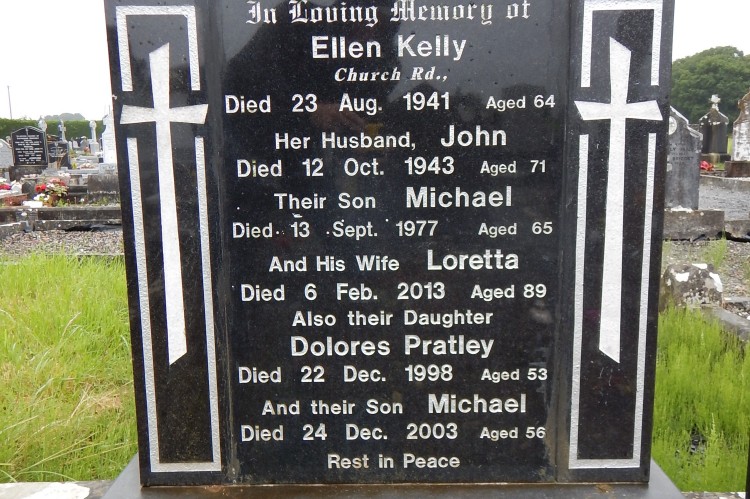 In Loving Memory of
Ellen Kelly
Church Rd.,
Died 23 Aug. 1941 Aged 64
Her Husband, John
Died 12 Oct. 1943 Aged 71
Their Son Michael
Died 13 Sept. 1977 Aged 65
And His Wife Loretta
Died 6 Feb. 2013 Aged 89
Also their Daughter
Dolores Pratley
Died 22 Dec. 1998 Aged 53
And their Son Michael
Died 24 Dec. 2003 Aged 56
Rest in Peace